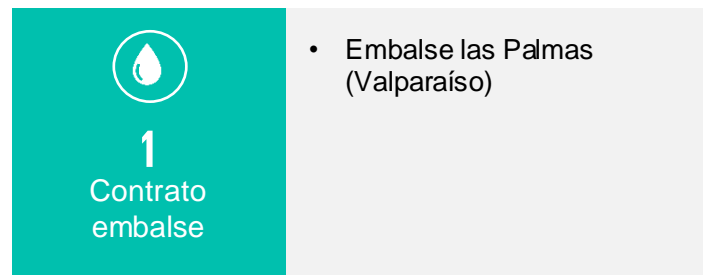 1
Contrato
embalse
• Embalse las Palmas
(Valparaíso)